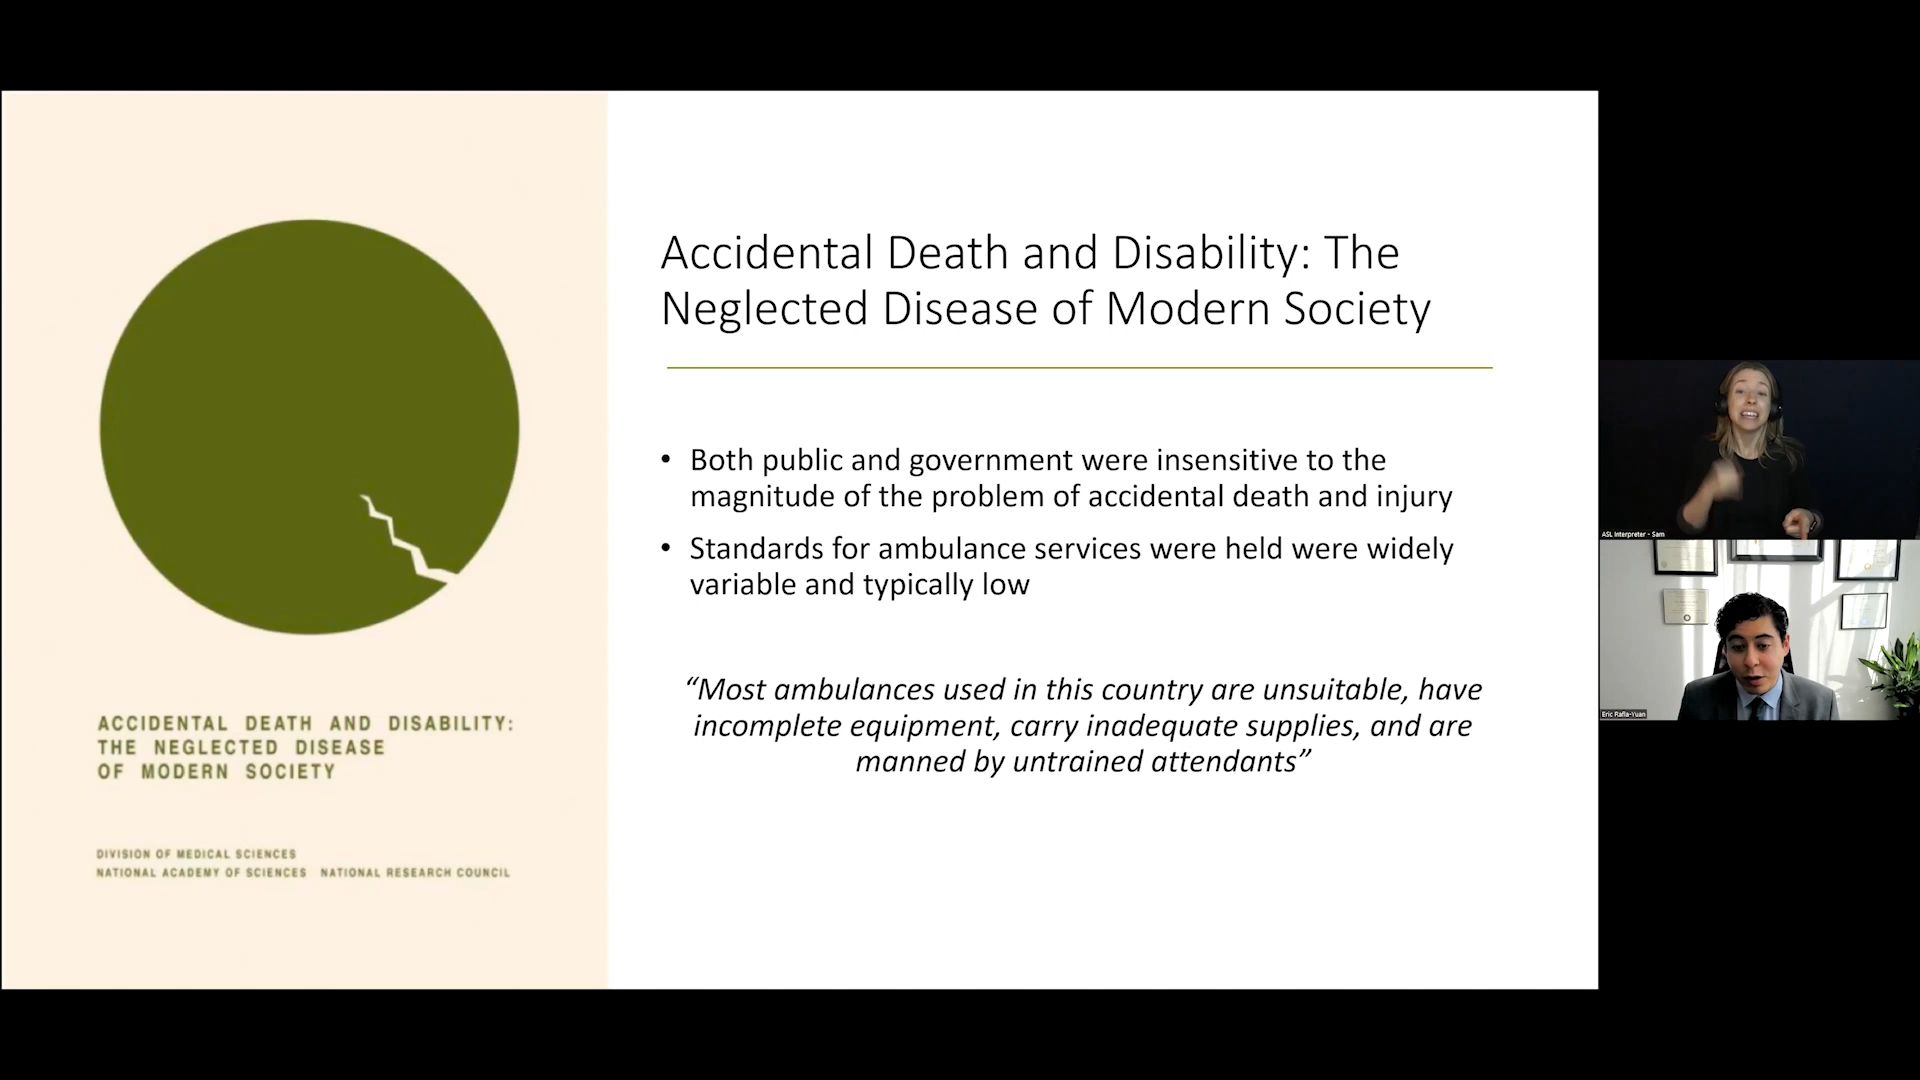 ACCIDENTAL DEATH AND DISABILITY:
THE NEGLECTED DISEASE
OF MODERN SOCIETY
DIVISION OF MEDICAL SCIENCES
NATIONAL ACADEMY OF SCIENCES NATIONAL RESEARCH COUNCIL
Accidental Death and Disability: The
Neglected Disease of Modern Society
• Both public and government were insensitive to the
magnitude of the problem of accidental death and injury
• Standards for ambulance services were held were widely
variable and typically low
“Most ambulances used in this country are unsuitable, have
incomplete equipment, carry inadequate supplies, and are
manned by untrained attendants”
ASL Interpreter - Sam
Eric Rafla-Yuan